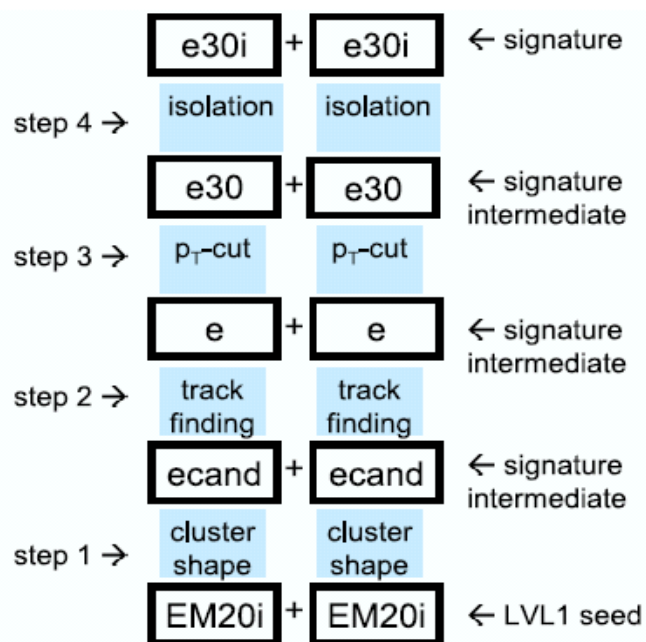 e30i + e30i ← signature
step 4 → isolation isolation
e30 + e30 ← signature
intermediate
step 3 → pT-cut pT-cut
e + e ← signature
intermediate
step 2 → track track
finding finding
ecand + ecand ← signature
intermediate
step 1 → cluster cluster
shape shape
EM20i + EM20i ← LVL1 seed